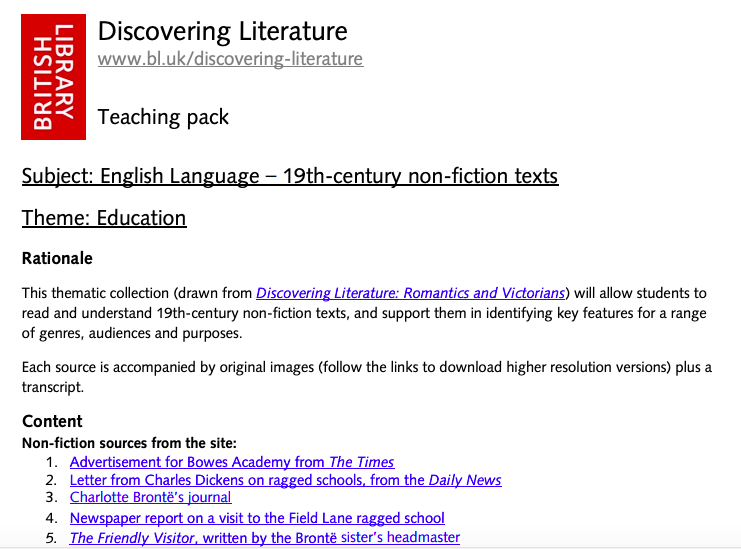 LIBRARY
BRITISH
Discovering Literature
www.bl.uk/discovering-literature
Teaching pack
Subject: English Language – 19th-century non-fiction texts
Theme: Education
Rationale
This thematic collection (drawn from Discovering Literature: Romantics and Victorians) will allow students to
read and understand 19th-century non-fiction texts, and support them in identifying key features for a range
of genres, audiences and purposes.
Each source is accompanied by original images (follow the links to download higher resolution versions) plus a
transcript.
Content
Non-fiction sources from the site:
1. Advertisement for Bowes Academy from The Times
2. Letter from Charles Dickens on ragged schools, from the Daily News
3. Charlotte Brontë's journal
4. Newspaper report on a visit to the Field Lane ragged school
5. The Friendly Visitor, written by the Brontë sister's headmaster